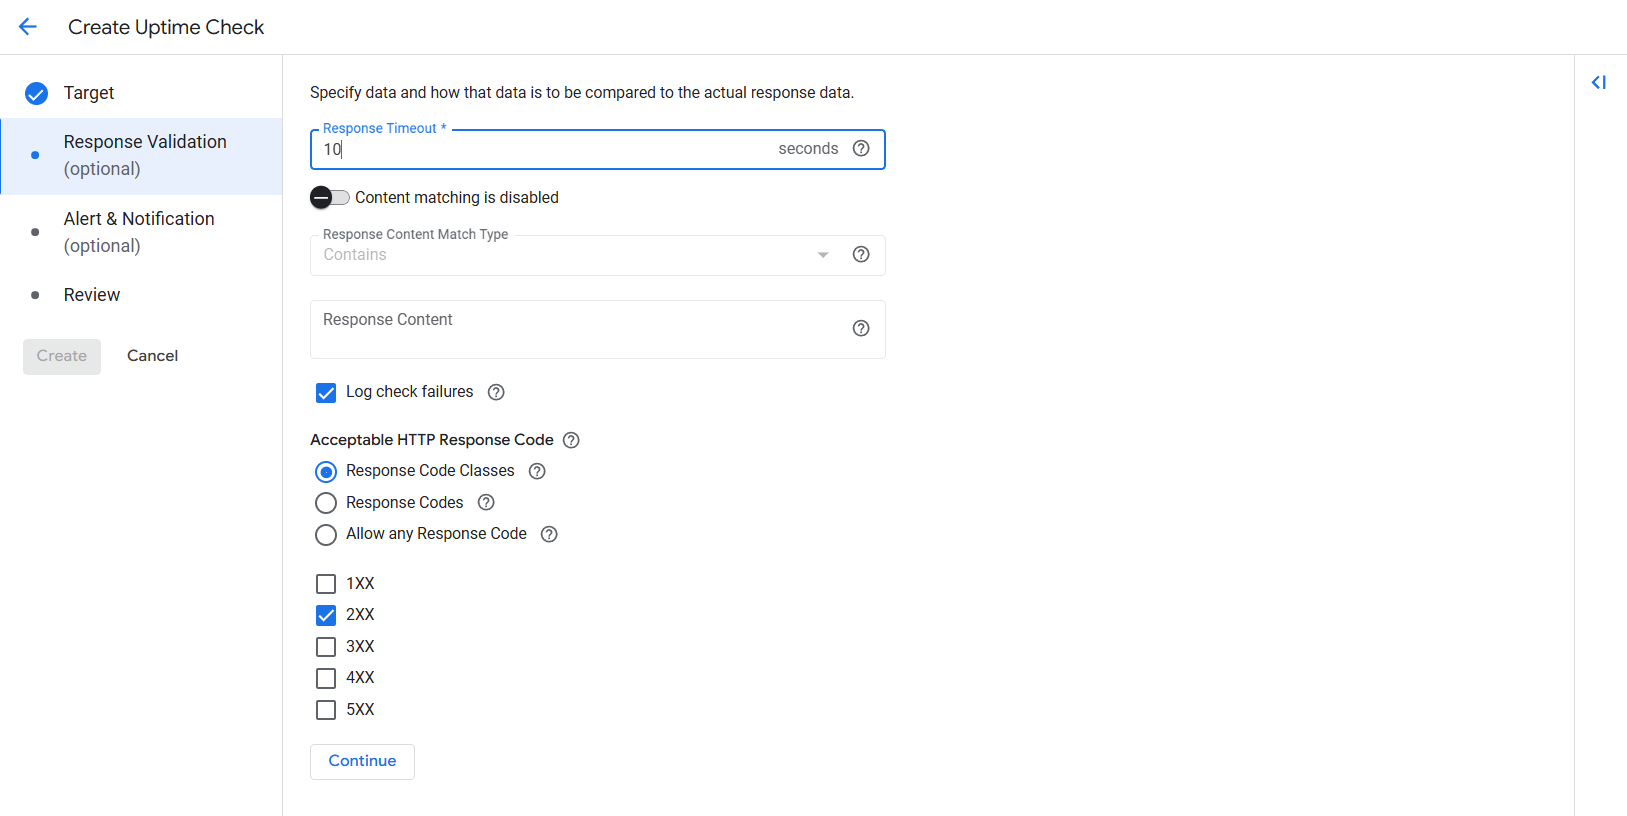 Create Uptime Check
Target
Response Validation
(optional)
Alert & Notification
(optional)
Review
Create
Cancel
Specify data and how that data is to be compared to the actual response data.
Response Timeout *
10
seconds
Content matching is disabled
Response Content Match Type
Contains
Response Content
Log check failures
Acceptable HTTP Response Code
Response Code Classes
Response Codes
Allow any Response Code
1XX
2XX
3XX
4XX
5XX
Continue